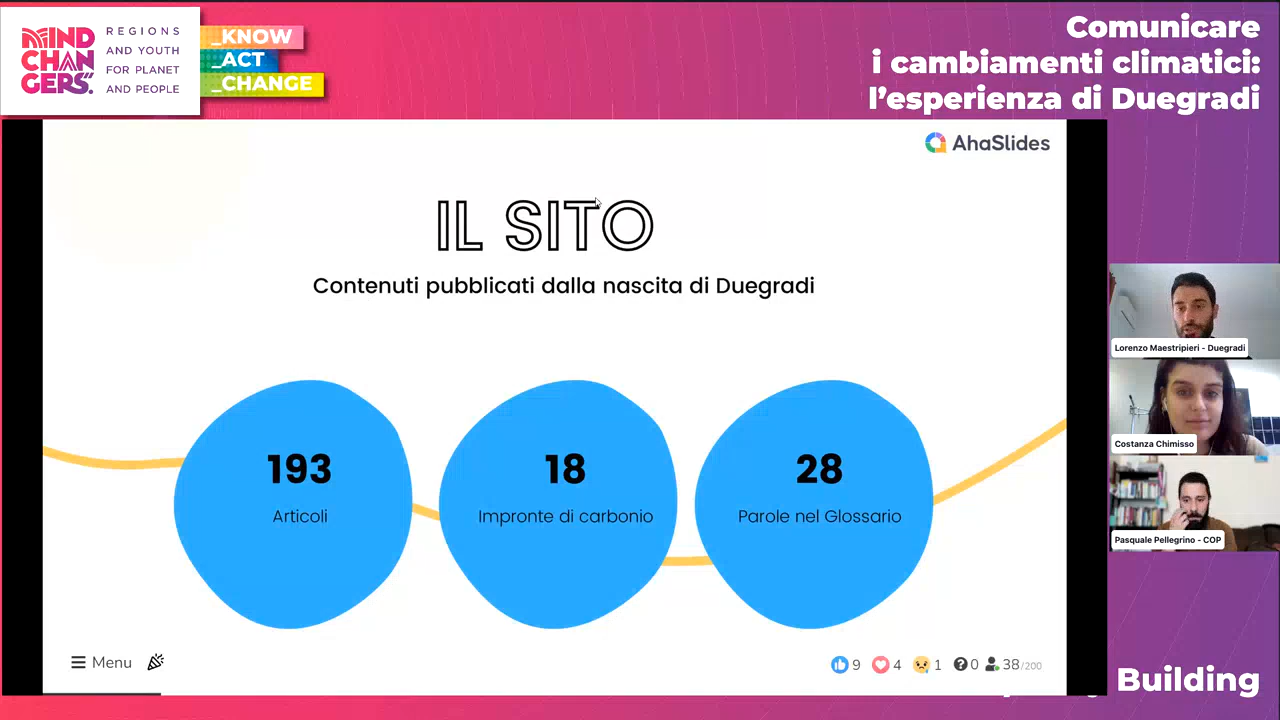 MIND
CHAN
GERS
REGIONS
AND YOUTH
FOR PLANET
AND PEOPLE
_KNOW
_ACT
_CHANGE
Comunicare
i cambiamenti climatici:
l'esperienza di Duegradi
AhaSlides
IL SITO
Contenuti pubblicati dalla nascita di Duegradi
193
Articoli
18
Impronte di carbonio
28
Parole nel Glossario
Lorenzo Maestripieri - Duegradi
Costanza Chimisso
Pasquale Pellegrino - COP
Menu
9
4
1
0
38/200
Building